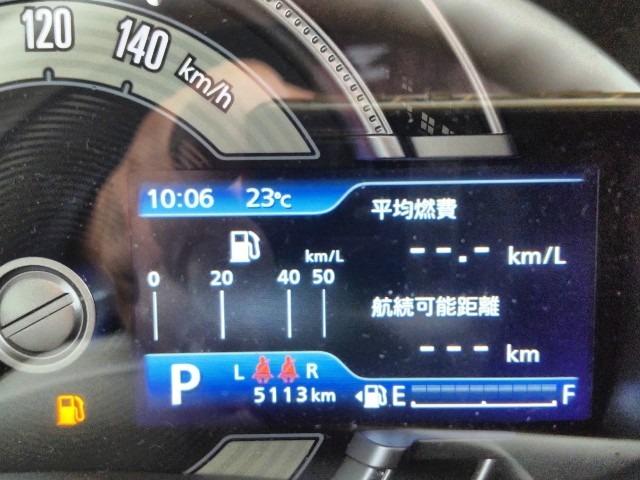 120 140 km/h
10:06 23℃
平均燃費
--.- km/L
km/L
0 20 40 50
航続可能距離
--- km
P L R
5113km E F